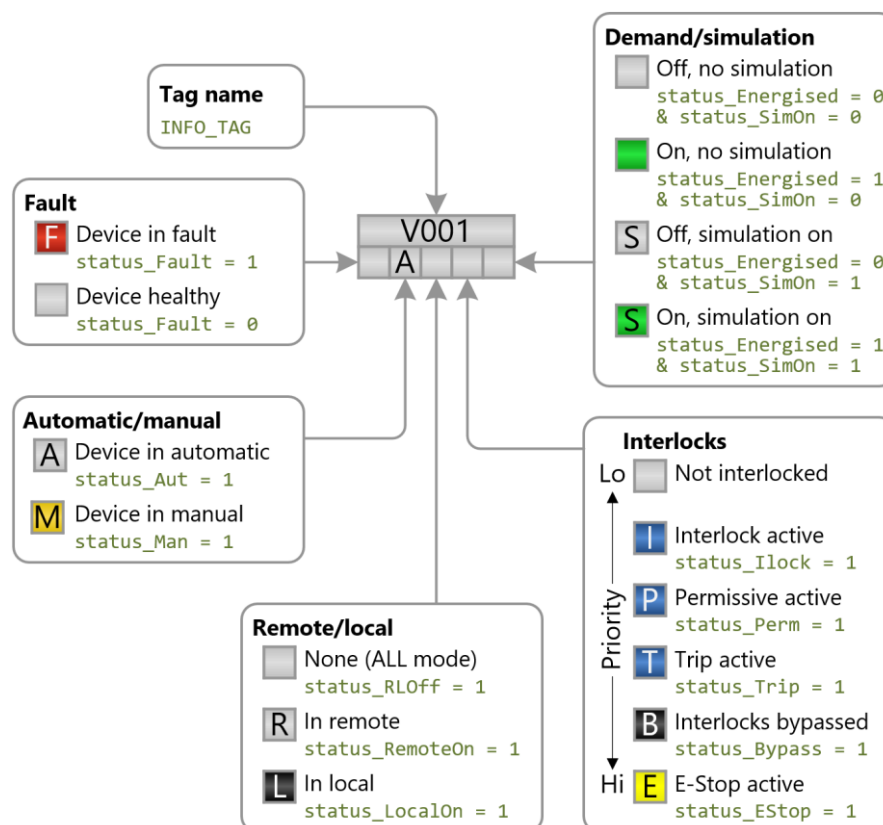 Tag name
INFO_TAG
Fault
F Device in fault
status_Fault = 1
Device healthy
status_Fault = 0
Automatic/manual
A Device in automatic
status_Aut = 1
M Device in manual
status_Man = 1
V001
A
Remote/local
None (ALL mode)
status_RLOff = 1
R In remote
status_RemoteOn = 1
L In local
status_LocalOn = 1
Demand/simulation
Off, no simulation
status_Energised = 0
& status_SimOn = 0
On, no simulation
status_Energised = 1
& status_SimOn = 0
S Off, simulation on
status_Energised = 0
& status_SimOn = 1
S On, simulation on
status_Energised = 1
& status_SimOn = 1
Interlocks
Lo Not interlocked
I Interlock active
status_Ilock = 1
P Permissive active
status_Perm = 1
Priority
T Trip active
status_Trip = 1
B Interlocks bypassed
status_Bypass = 1
Hi E E-Stop active
status_EStop = 1